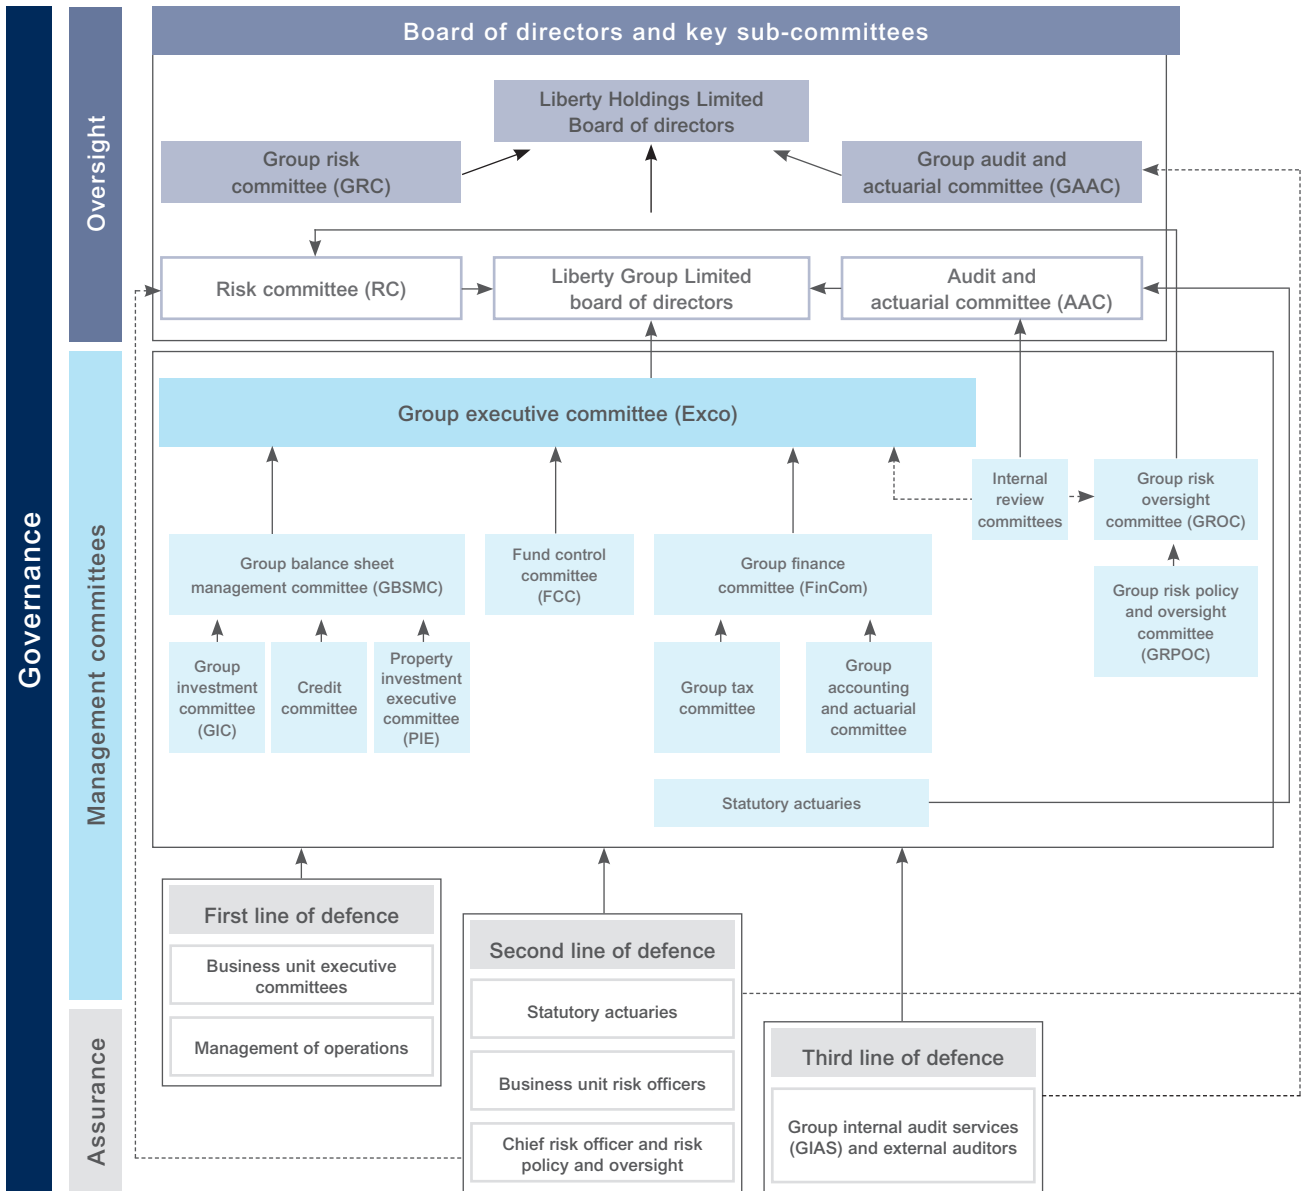 Governance
Oversight
Management committees
Assurance
Board of directors and key sub-committees
Liberty Holdings Limited
Board of directors
Group risk
committee (GRC)
Group audit and
actuarial committee (GAAC)
Risk committee (RC)
Liberty Group Limited
board of directors
Audit and
actuarial committee (AAC)
Group executive committee (Exco)
Internal
review
committees
Group risk
oversight
committee (GROC)
Group balance sheet
management committee (GBSMC)
Fund control
committee
(FCC)
Group finance
committee (FinCom)
Group risk policy
and oversight
committee
(GRPOC)
Group
investment
committee
(GIC)
Credit
committee
Property
investment
executive
committee
(PIE)
Group tax
committee
Group
accounting
and actuarial
committee
Statutory actuaries
First line of defence
Business unit executive
committees
Management of operations
Second line of defence
Statutory actuaries
Business unit risk officers
Chief risk officer and risk
policy and oversight
Third line of defence
Group internal audit services
(GIAS) and external auditors